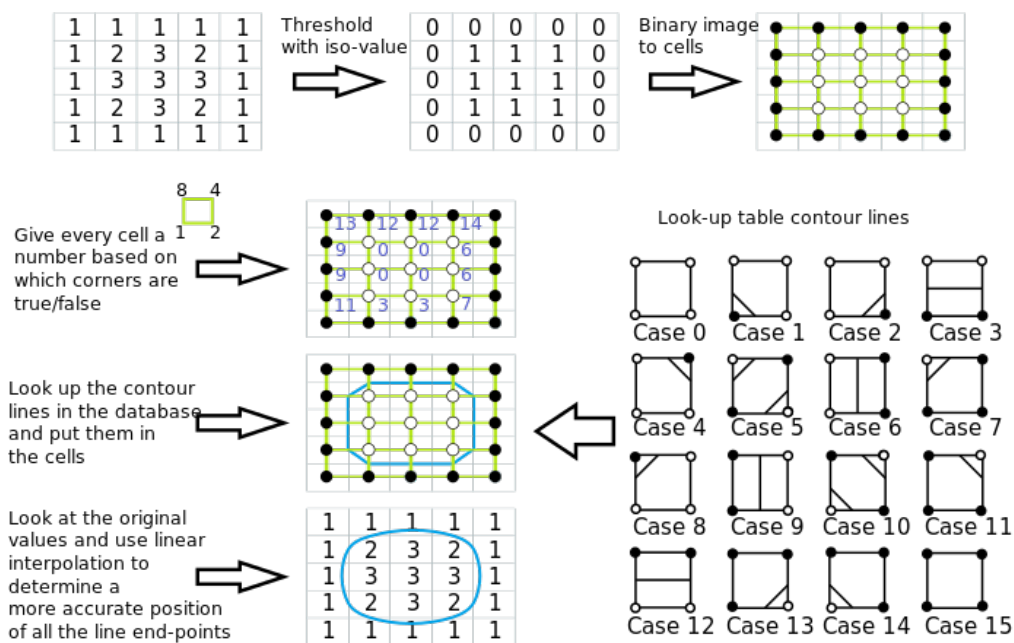 1 1 1 1 1
1 2 3 2 1
1 3 3 3 1
1 2 3 2 1
1 1 1 1 1
Threshold
with iso-value
0 0 0 0 0
0 1 1 1 0
0 1 1 1 0
0 1 1 1 0
0 0 0 0 0
Binary image
to cells
8 4
1 2
Give every cell a
number based on
which corners are
true/false
13 12 12 14
9 0 0 6
9 0 0 6
11 3 3 7
Look up the contour
lines in the database
and put them in
the cells
Look at the original
values and use linear
interpolation to
determine a
more accurate position
of all the line end-points
1 1 1 1 1
1 2 3 2 1
1 3 3 3 1
1 2 3 2 1
1 1 1 1 1
Look-up table contour lines
Case 0 Case 1 Case 2 Case 3
Case 4 Case 5 Case 6 Case 7
Case 8 Case 9 Case 10 Case 11
Case 12 Case 13 Case 14 Case 15